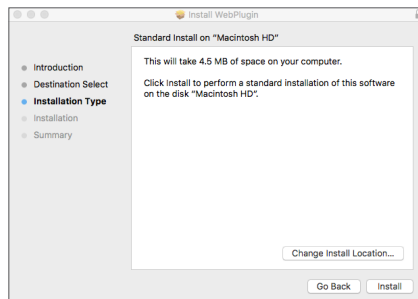 Install WebPlugin
Standard Install on “Macintosh HD”
Introduction
Destination Select
Installation Type
Installation
Summary
This will take 4.5 MB of space on your computer.
Click Install to perform a standard installation of this software
on the disk “Macintosh HD”.
Change Install Location...
Go Back
Install